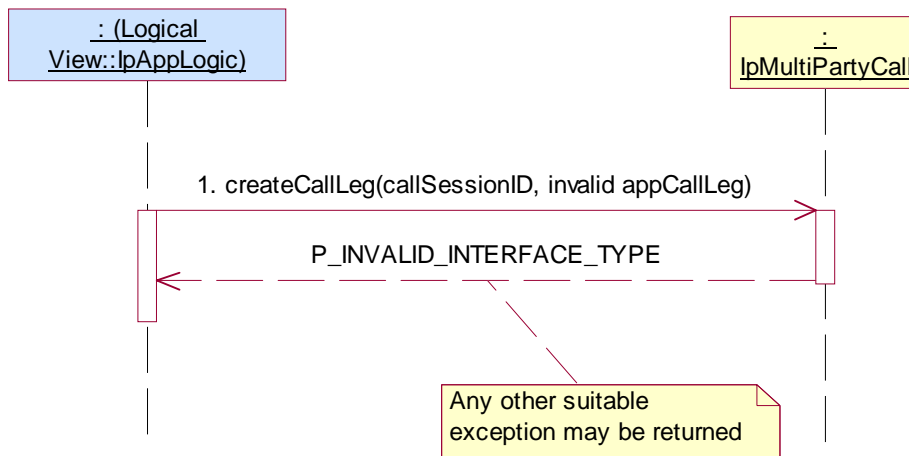 : (Logical
View::IpAppLogic)
:
IpMultiPartyCall
1. createCallLeg(callSessionID, invalid appCallLeg)
P_INVALID_INTERFACE_TYPE
Any other suitable
exception may be returned